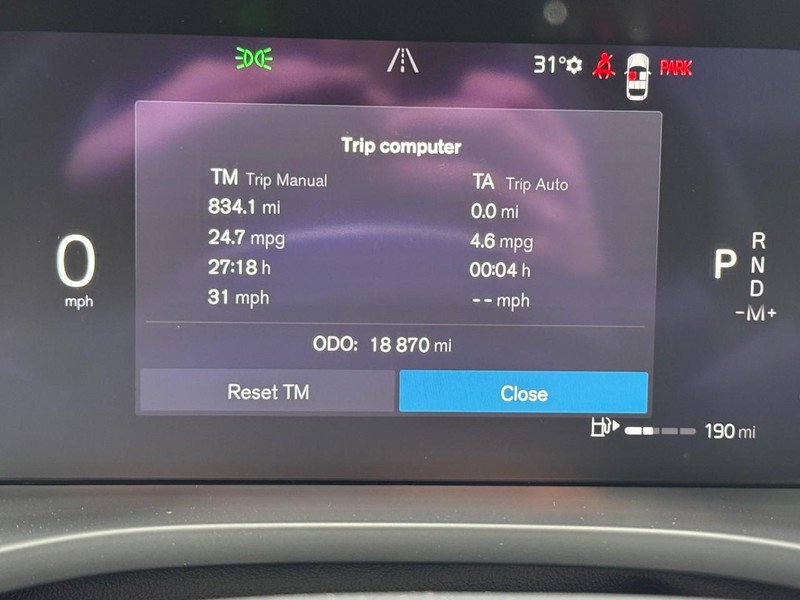 31° PARK
Trip computer
TM Trip Manual TA Trip Auto
834.1 mi 0.0 mi
24.7 mpg 4.6 mpg
27:18 h 00:04 h
31 mph -- mph
0
mph
P
R
N
D
-M+
ODO: 18 870 mi
Reset TM Close
190 mi